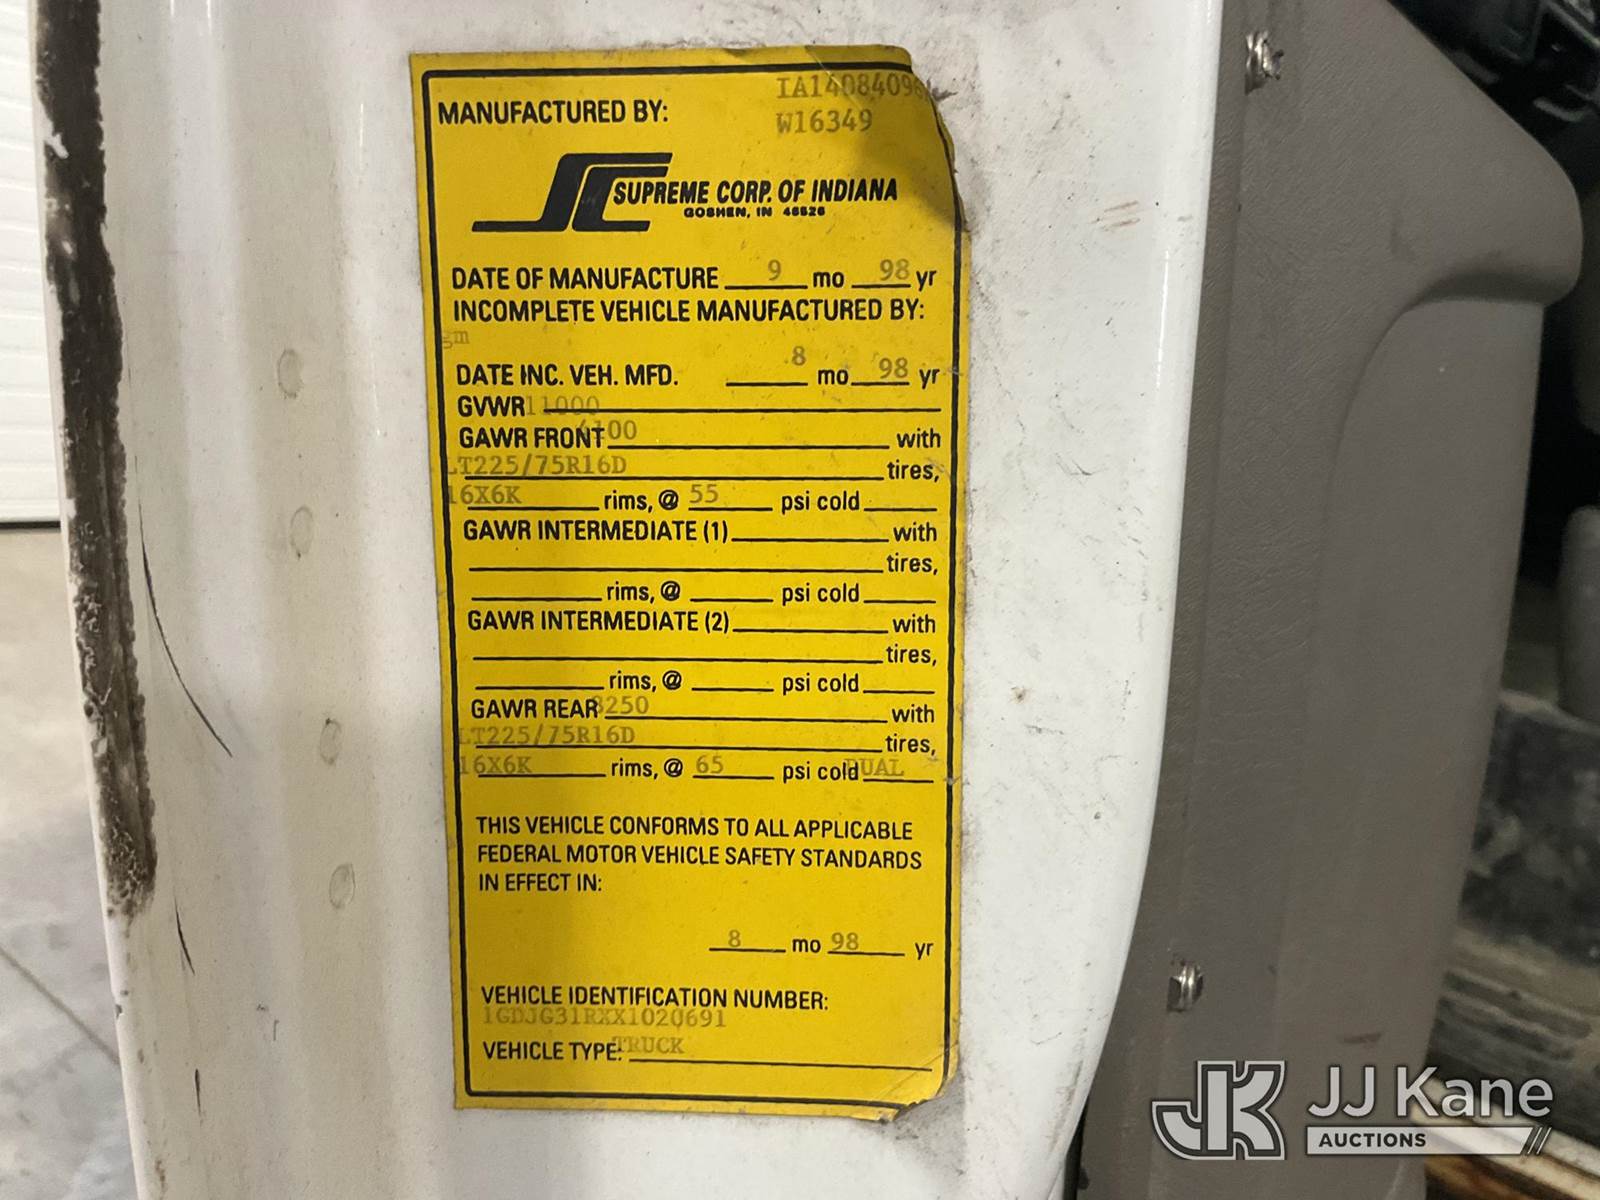 IA1408409
MANUFACTURED BY: W16349
SUPREME CORP. OF INDIANA
GOSHEN, IN 46526
DATE OF MANUFACTURE 9 mo 98 yr
INCOMPLETE VEHICLE MANUFACTURED BY:
gm
DATE INC. VEH. MFD. 8 mo 98 yr
GVWR 11000
GAWR FRONT 4100 with
LT225/75R16D tires,
16X6K rims, @ 55 psi cold
GAWR INTERMEDIATE (1) with
tires,
rims, @ psi cold
GAWR INTERMEDIATE (2) with
tires,
rims, @ psi cold
GAWR REAR 8250 with
LT225/75R16D tires,
16X6K rims, @ 65 psi cold DUAL
THIS VEHICLE CONFORMS TO ALL APPLICABLE
FEDERAL MOTOR VEHICLE SAFETY STANDARDS
IN EFFECT IN:
8 mo 98 yr
VEHICLE IDENTIFICATION NUMBER:
1GDJG31RXX1020691
VEHICLE TYPE: TRUCK
JK JJ Kane
AUCTIONS